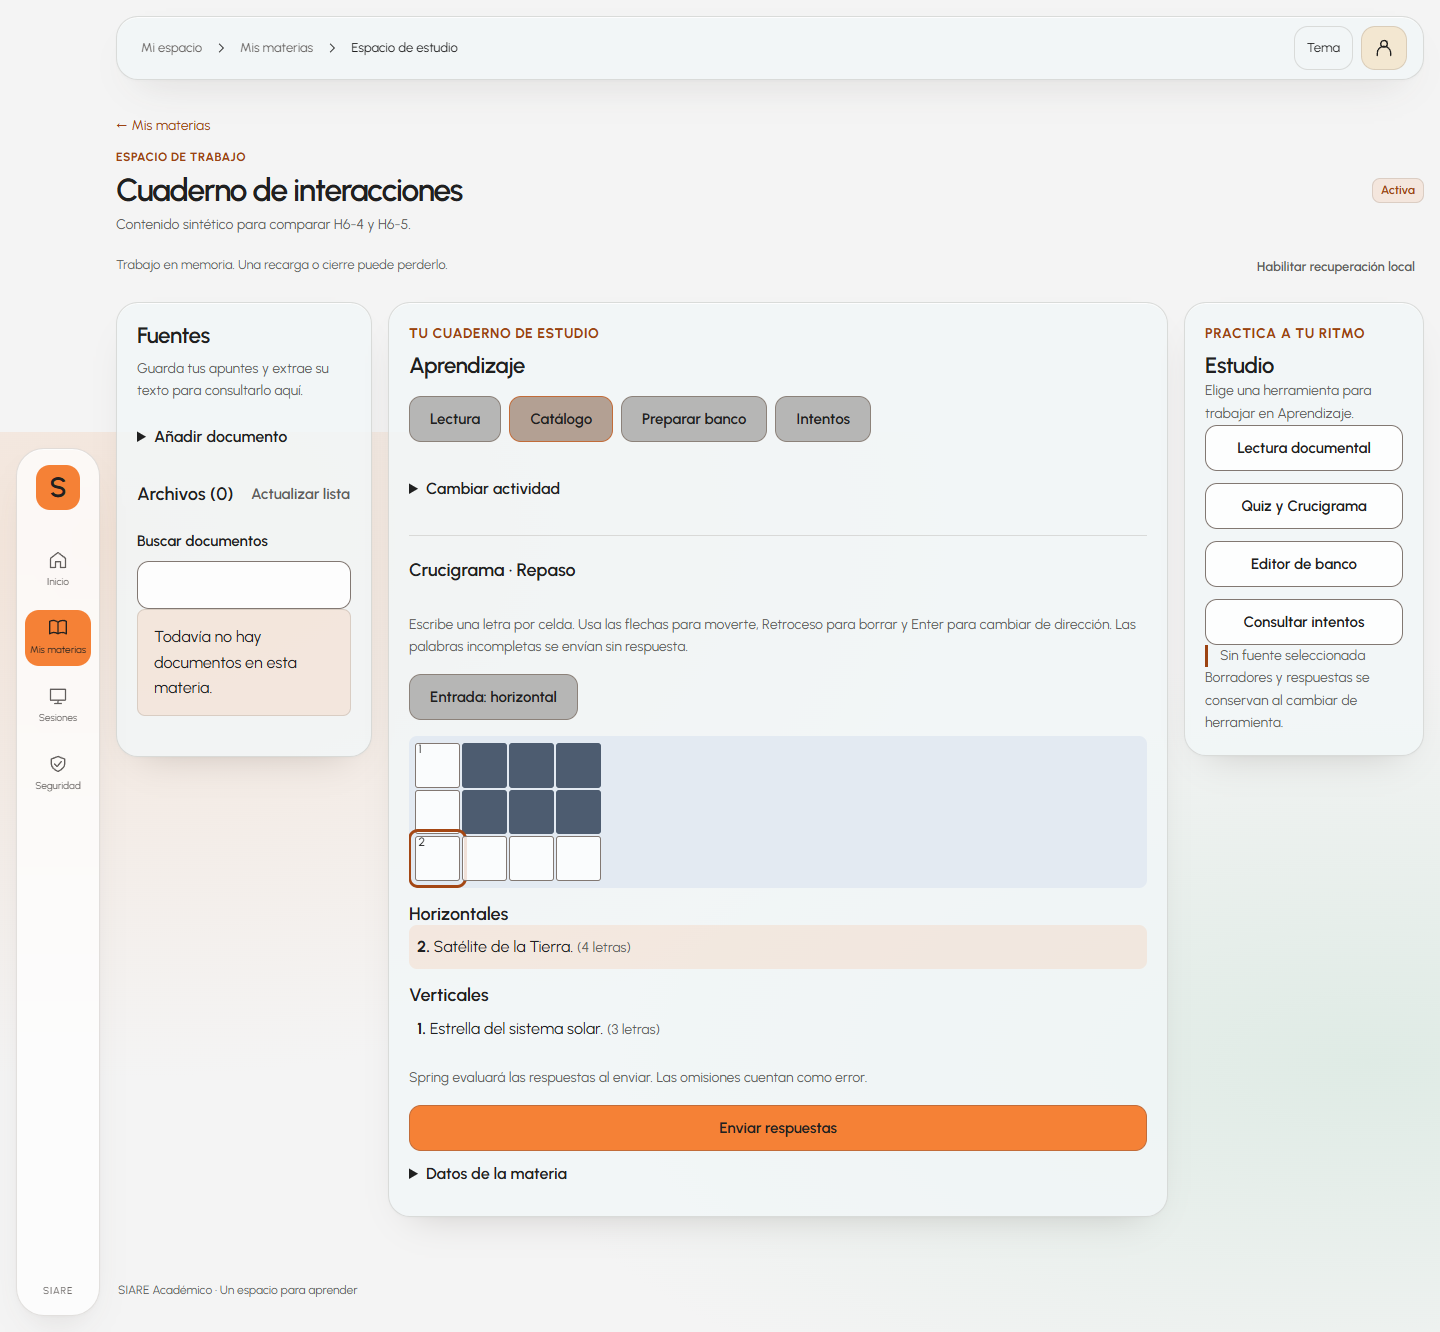 Mi espacio > Mis materias > Espacio de estudio
Tema
← Mis materias
ESPACIO DE TRABAJO
Cuaderno de interacciones
Activa
Contenido sintético para comparar H6-4 y H6-5.
Trabajo en memoria. Una recarga o cierre puede perderlo.
Habilitar recuperación local
S
Inicio
Mis materias
Sesiones
Seguridad
SIARE
Fuentes
Guarda tus apuntes y extrae su
texto para consultarlo aquí.
Añadir documento
Archivos (0)
Actualizar lista
Buscar documentos
Todavía no hay
documentos en esta
materia.
TU CUADERNO DE ESTUDIO
Aprendizaje
Lectura
Catálogo
Preparar banco
Intentos
Cambiar actividad
Crucigrama · Repaso
Escribe una letra por celda. Usa las flechas para moverte, Retroceso para borrar y Enter para cambiar de dirección. Las
palabras incompletas se envían sin respuesta.
Entrada: horizontal
1
2
Horizontales
2. Satélite de la Tierra. (4 letras)
Verticales
1. Estrella del sistema solar. (3 letras)
Spring evaluará las respuestas al enviar. Las omisiones cuentan como error.
Enviar respuestas
Datos de la materia
PRACTICA A TU RITMO
Estudio
Elige una herramienta para
trabajar en Aprendizaje.
Lectura documental
Quiz y Crucigrama
Editor de banco
Consultar intentos
Sin fuente seleccionada
Borradores y respuestas se
conservan al cambiar de
herramienta.
SIARE Académico · Un espacio para aprender